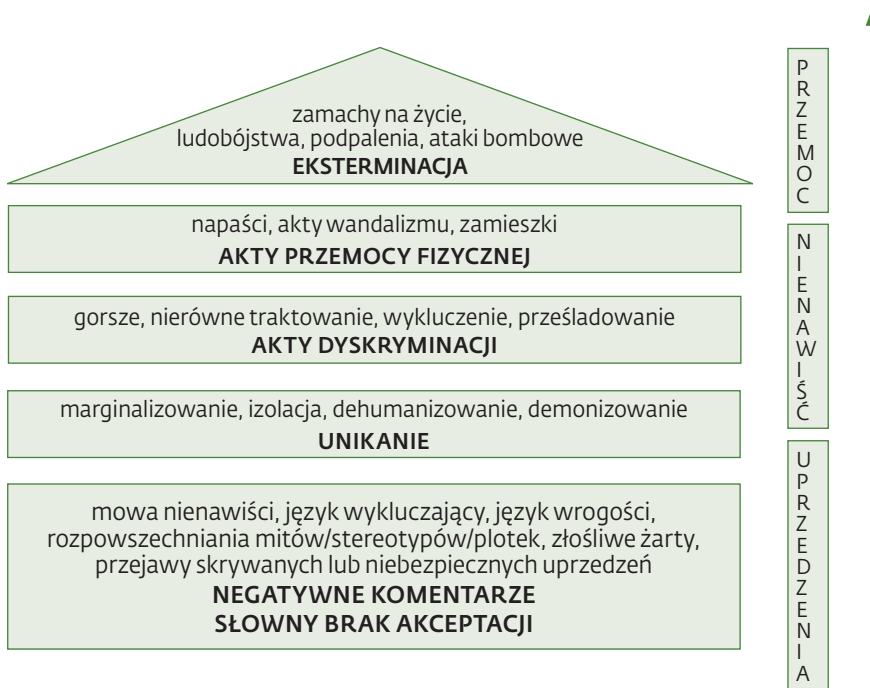 zamachy na życie,
ludobójstwa, podpalenia, ataki bombowe
EKSTERMINACJA
napaści, akty wandalizmu, zamieszki
AKTY PRZEMOCY FIZYCZNEJ
gorsze, nierówne traktowanie, wykluczenie, prześladowanie
AKTY DYSKRYMINACJI
marginalizowanie, izolacja, dehumanizowanie, demonizowanie
UNIKANIE
mowa nienawiści, język wykluczający, język wrogości,
rozpowszechniania mitów/stereotypów/plotek, złośliwe żarty,
przejawy skrywanych lub niebezpiecznych uprzedzeń
NEGATYWNE KOMENTARZE
SŁOWNY BRAK AKCEPTACJI
PRZEMOC
NIENAWIŚĆ
UPRZEDZENIA